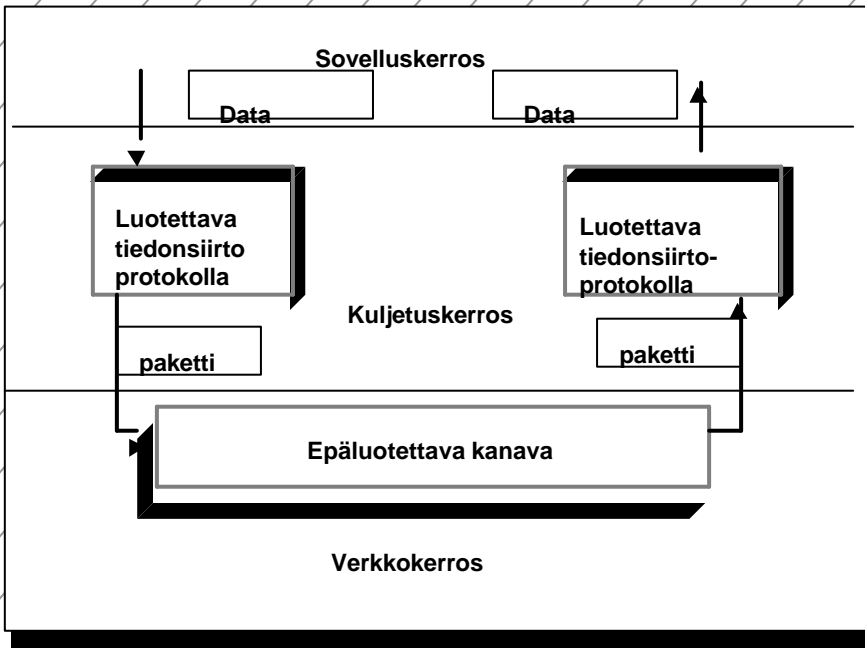 Sovelluskerros
Data
Data
Luotettava
tiedonsiirto
protokolla
Luotettava
tiedonsiirto-
protokolla
Kuljetuskerros
paketti
paketti
Epäluotettava kanava
Verkkokerros